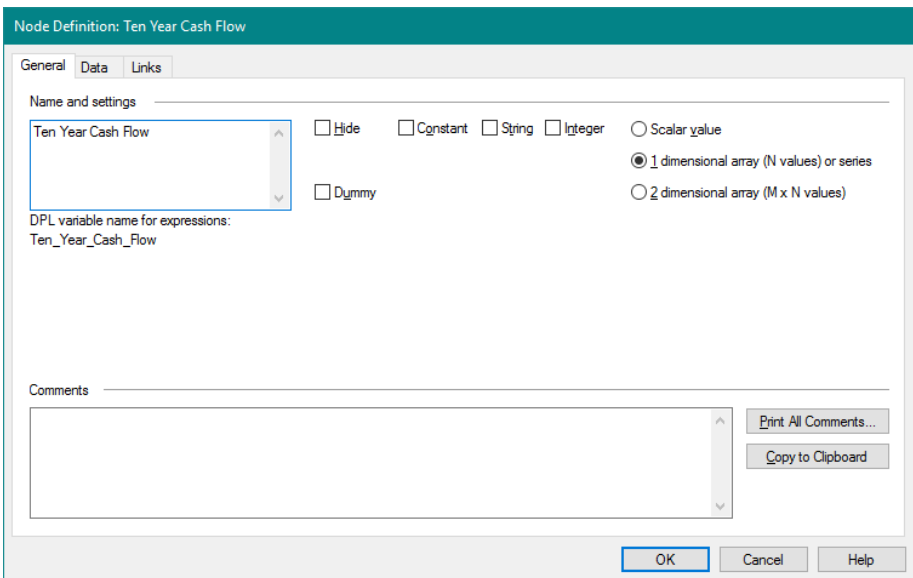 Node Definition: Ten Year Cash Flow
General Data Links
Name and settings
Ten Year Cash Flow
Hide Constant String Integer Scalar value
1 dimensional array (N values) or series
Dummy 2 dimensional array (M x N values)
DPL variable name for expressions:
Ten_Year_Cash_Flow
Comments
Print All Comments...
Copy to Clipboard
OK Cancel Help